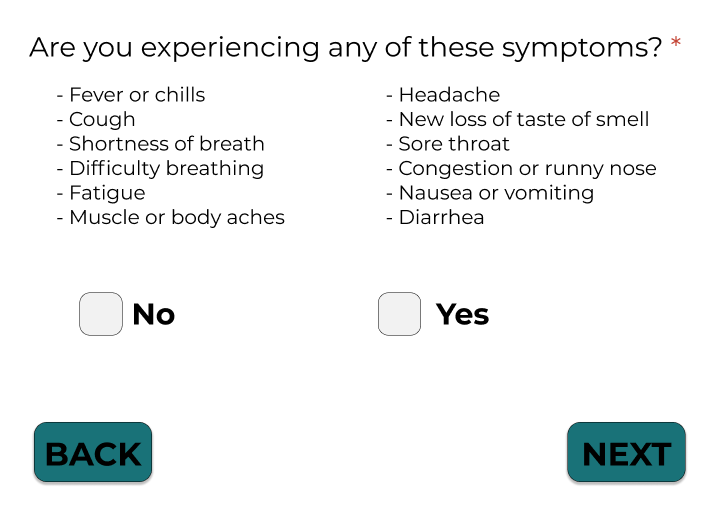 Are you experiencing any of these symptoms? *
- Fever or chills
- Cough
- Shortness of breath
- Difficulty breathing
- Fatigue
- Muscle or body aches
- Headache
- New loss of taste of smell
- Sore throat
- Congestion or runny nose
- Nausea or vomiting
- Diarrhea
No
Yes
BACK
NEXT